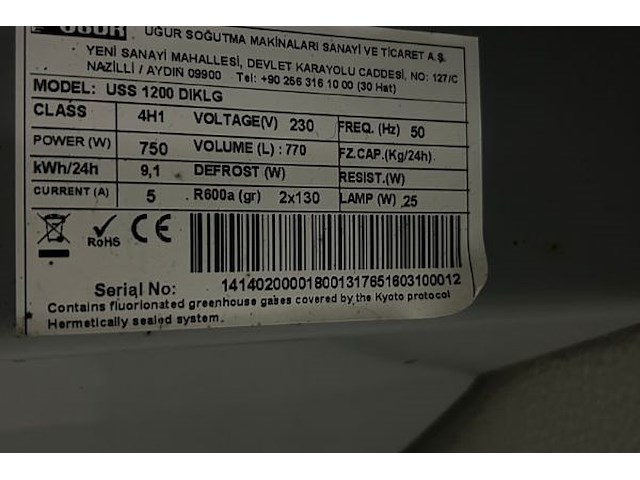 UĞUR
UĞUR SOĞUTMA MAKİNALARI SANAYİ VE TİCARET A.Ş.
YENİ SANAYİ MAHALLESİ, DEVLET KARAYOLU CADDESİ, NO: 127/C
NAZİLLİ / AYDIN 09900 Tel: +90 256 316 10 00 (30 Hat)
MODEL: USS 1200 DIKLG
CLASS 4H1 VOLTAGE(V) 230 FREQ. (Hz) 50
POWER (W) 750 VOLUME (L) : 770 FZ.CAP.(Kg/24h)
kWh/24h 9,1 DEFROST (W) RESIST.(W)
CURRENT (A) 5 R600a (gr) 2x130 LAMP (W) 25
RoHS CE
Serial No: 141402000018001317651603100012
Contains fluorionated greenhouse gases covered by the Kyoto protocol
Hermetically sealed system.